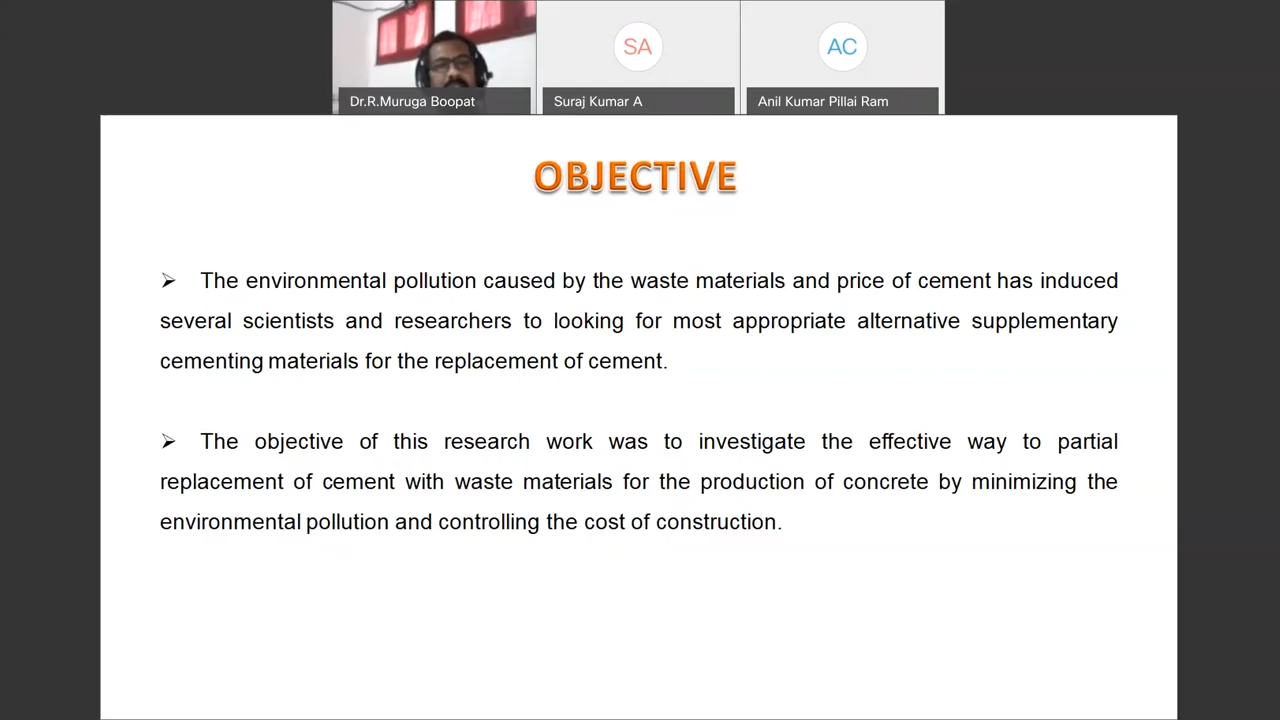 SA
AC
Dr.R.Muruga Boopat
Suraj Kumar A
Anil Kumar Pillai Ram
OBJECTIVE
➢ The environmental pollution caused by the waste materials and price of cement has induced
several scientists and researchers to looking for most appropriate alternative supplementary
cementing materials for the replacement of cement.
➢ The objective of this research work was to investigate the effective way to partial
replacement of cement with waste materials for the production of concrete by minimizing the
environmental pollution and controlling the cost of construction.